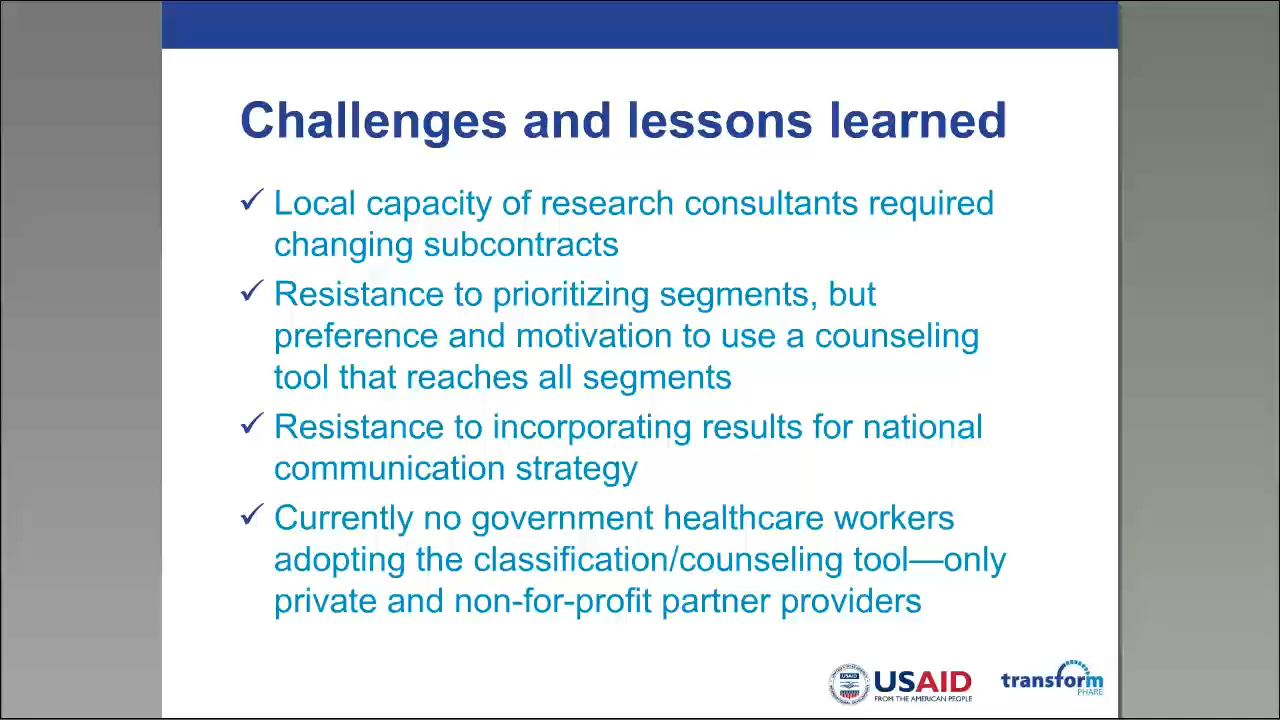 Challenges and lessons learned
✓ Local capacity of research consultants required
changing subcontracts
✓ Resistance to prioritizing segments, but
preference and motivation to use a counseling
tool that reaches all segments
✓ Resistance to incorporating results for national
communication strategy
✓ Currently no government healthcare workers
adopting the classification/counseling tool—only
private and non-for-profit partner providers
USAID
USAID
FROM THE AMERICAN PEOPLE
transform
PHARE